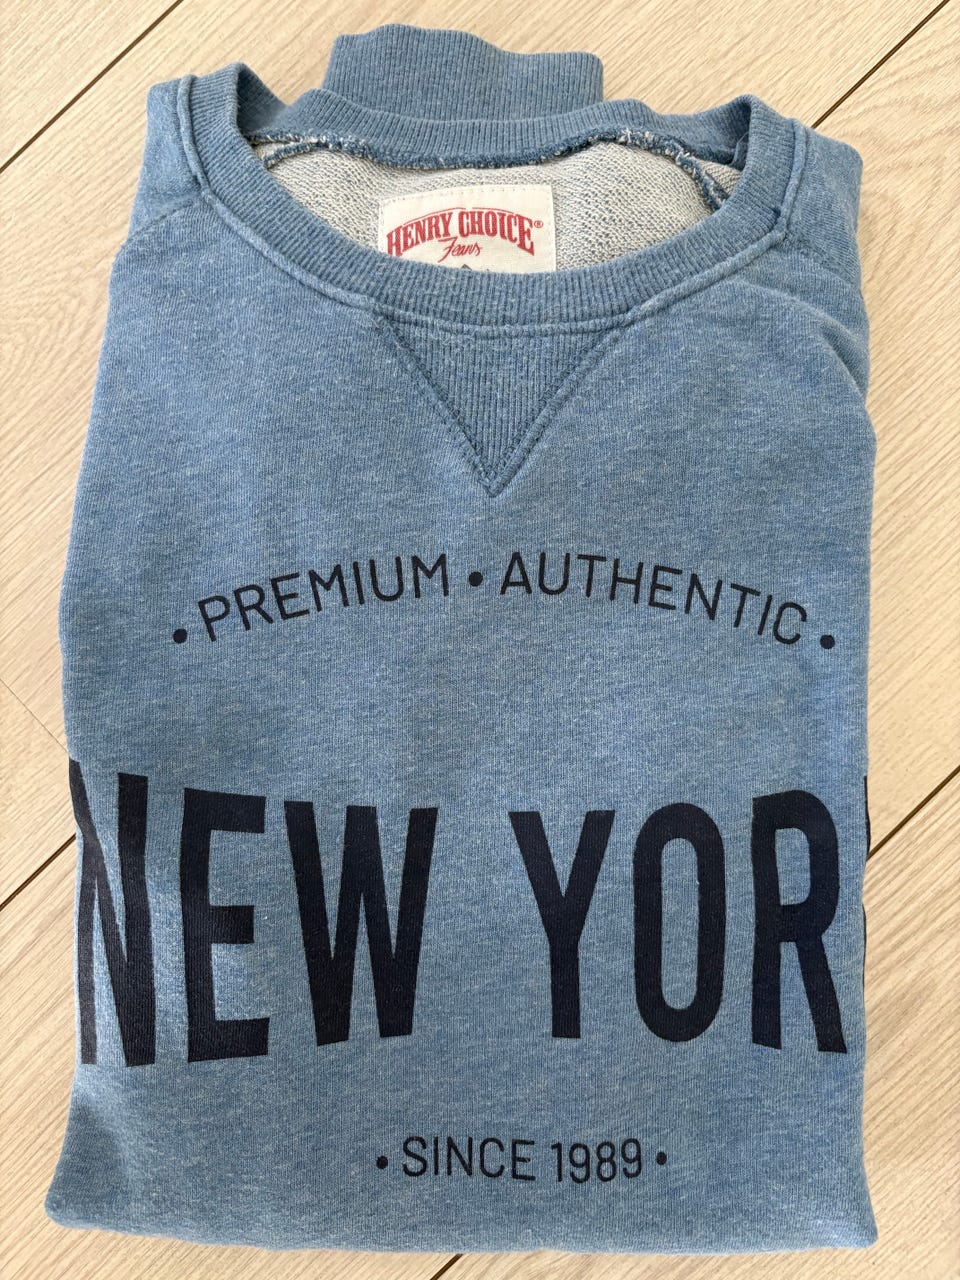 HENRY CHOICE®
Jeans
• PREMIUM • AUTHENTIC •
NEW YOR
• SINCE 1989 •